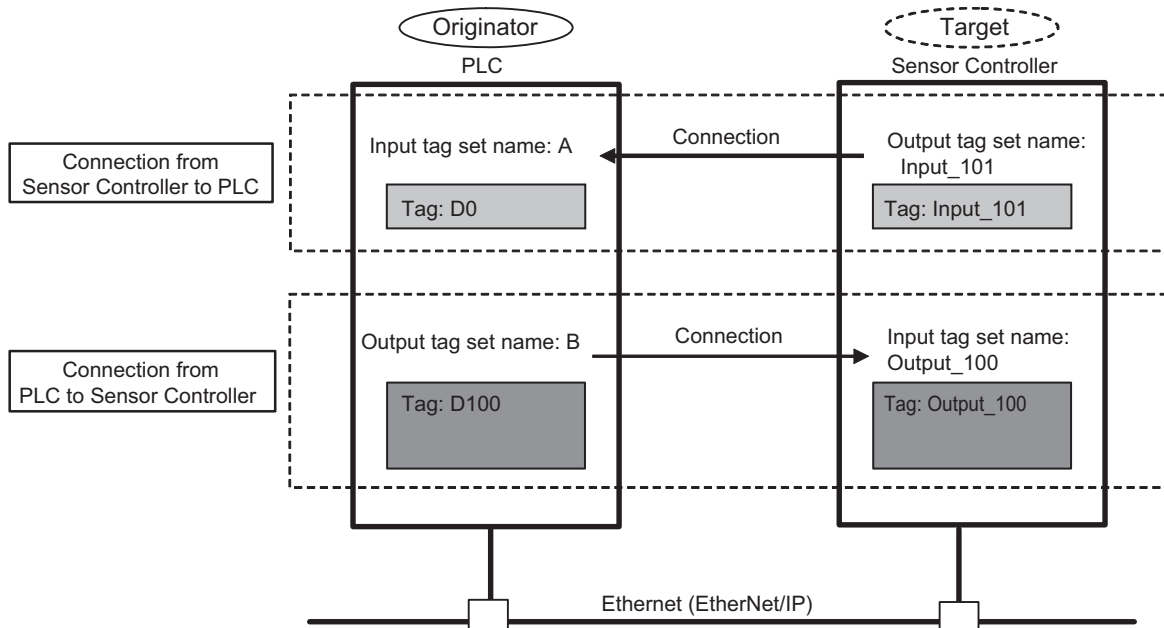 Originator
Target
PLC
Sensor Controller
Connection from
Sensor Controller to PLC
Input tag set name: A
Connection
Output tag set name:
Input_101
Tag: D0
Tag: Input_101
Connection from
PLC to Sensor Controller
Output tag set name: B
Connection
Input tag set name:
Output_100
Tag: D100
Tag: Output_100
Ethernet (EtherNet/IP)